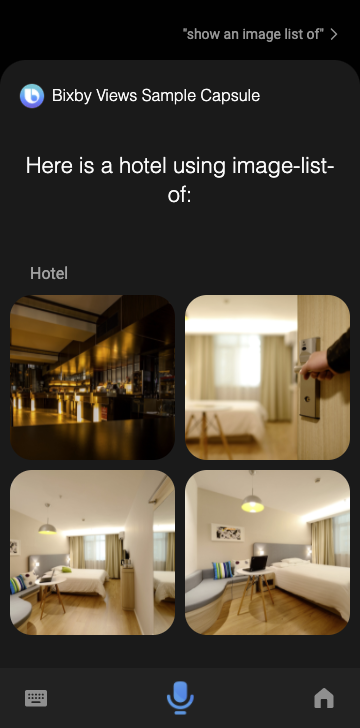 "show an image list of"
Bixby Views Sample Capsule
Here is a hotel using image-list-
of:
Hotel